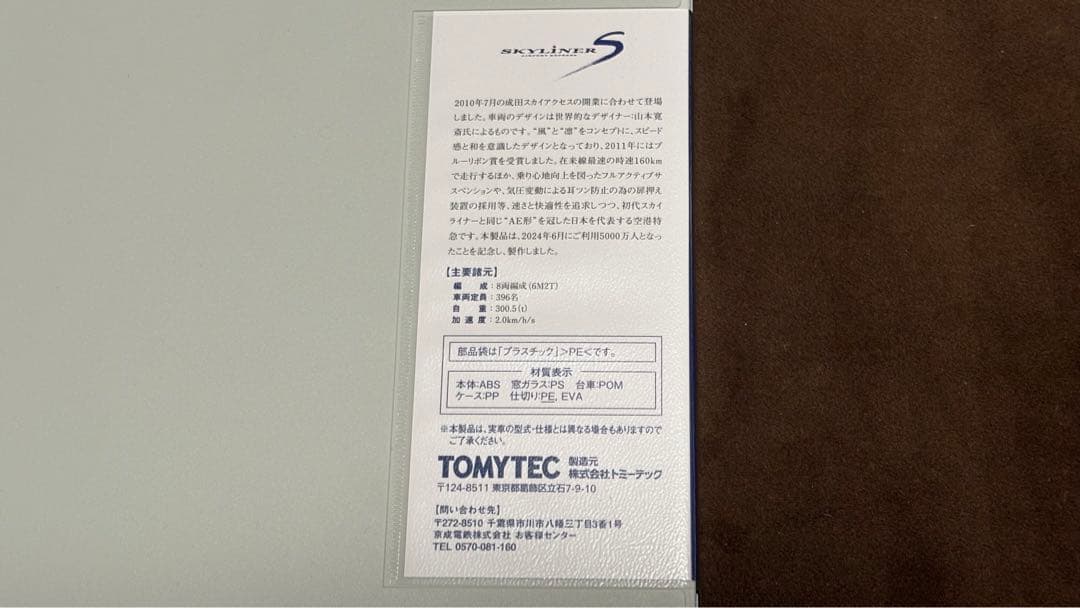 SKYLiNER S
AIRPORT EXPRESS
2010年7月の成田スカイアクセスの開業に合わせて登場
しました。車両のデザインは世界的なデザイナー:山本寛
斎氏によるものです。“風”と“凛”をコンセプトに、スピード
感と和を意識したデザインとなっており、2011年にはブ
ルーリボン賞を受賞しました。在来線最速の時速160km
で走行するほか、乗り心地向上を図ったフルアクティブサ
スペンションや、気圧変動による耳ツン防止の為の扉押え
装置の採用等、速さと快適性を追求しつつ、初代スカイ
ライナーと同じ“AE形”を冠した日本を代表する空港特
急です。本製品は、2024年6月にご利用5000万人となっ
たことを記念し、製作しました。
【主要諸元】
編成:8両編成(6M2T)
車両定員:396名
自重:300.5(t)
加速度:2.0km/h/s
部品袋は「プラスチック」>PE<です。
材質表示
本体:ABS 窓ガラス:PS 台車:POM
ケース:PP 仕切り:PE, EVA
※本製品は、実車の型式・仕様とは異なる場合もありますので
ご了承ください。
TOMYTEC 製造元 株式会社トミーテック
〒124-8511 東京都葛飾区立石7-9-10
【問い合わせ先】
〒272-8510 千葉県市川市八幡三丁目3番1号
京成電鉄株式会社 お客様センター
TEL 0570-081-160